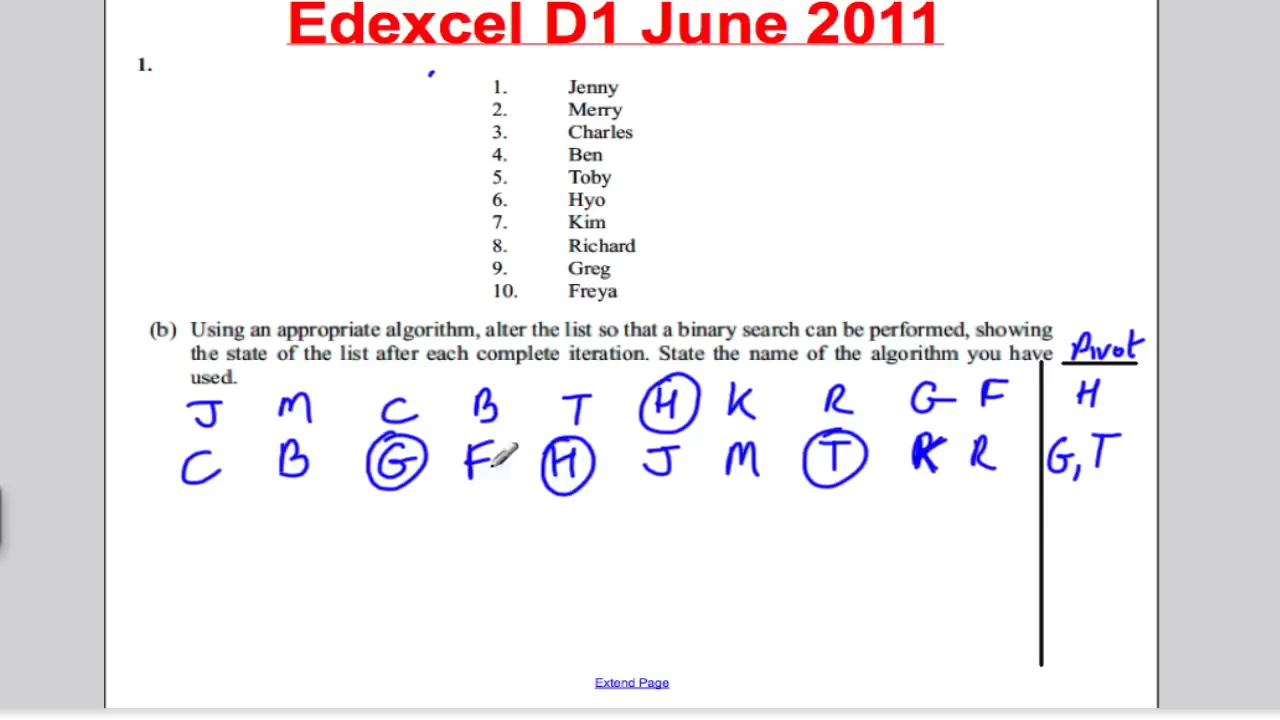 Edexcel D1 June 2011
1.
1. Jenny
2. Merry
3. Charles
4. Ben
5. Toby
6. Hyo
7. Kim
8. Richard
9. Greg
10. Freya
(b) Using an appropriate algorithm, alter the list so that a binary search can be performed, showing
the state of the list after each complete iteration. State the name of the algorithm you have
used.
Pivot
J M C B T H K R G F H
C B G F H J M T K R G, T
Extend Page